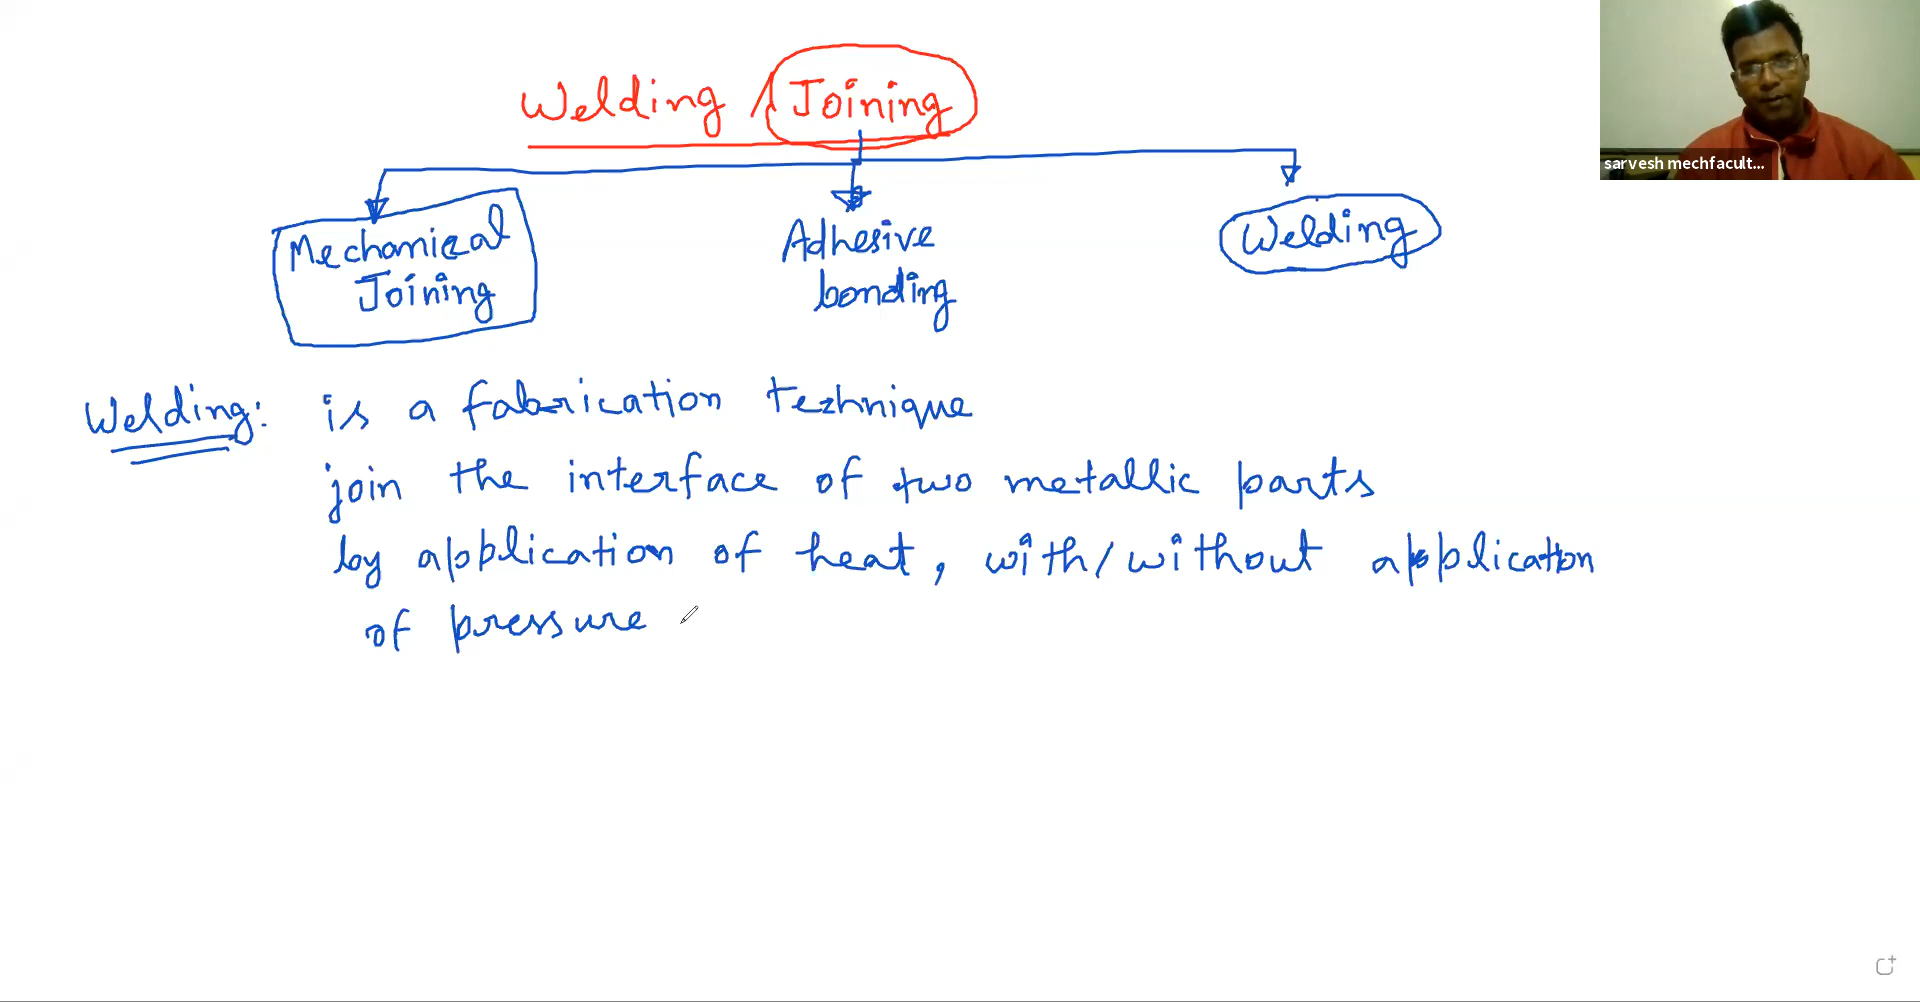 Welding / Joining
sarvesh mechfacult...
Mechanical
Joining
Adhesive
bonding
Welding
Welding: is a fabrication technique
join the interface of two metallic parts
by application of heat, with/without application
of pressure